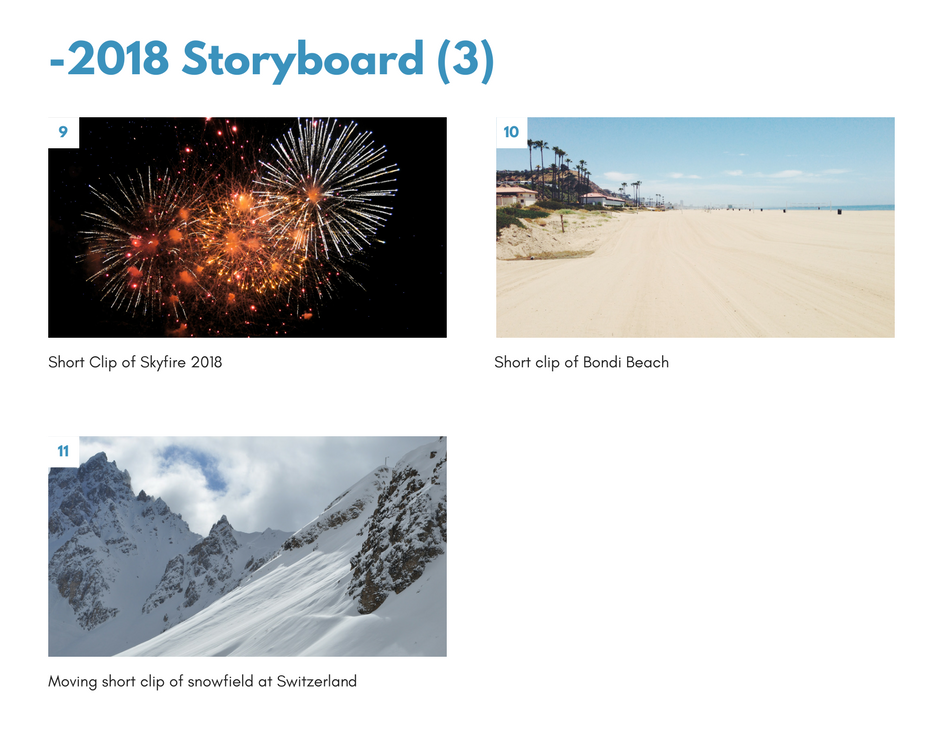 -2018 Storyboard (3)
9
10
Short Clip of Skyfire 2018
Short clip of Bondi Beach
11
Moving short clip of snowfield at Switzerland